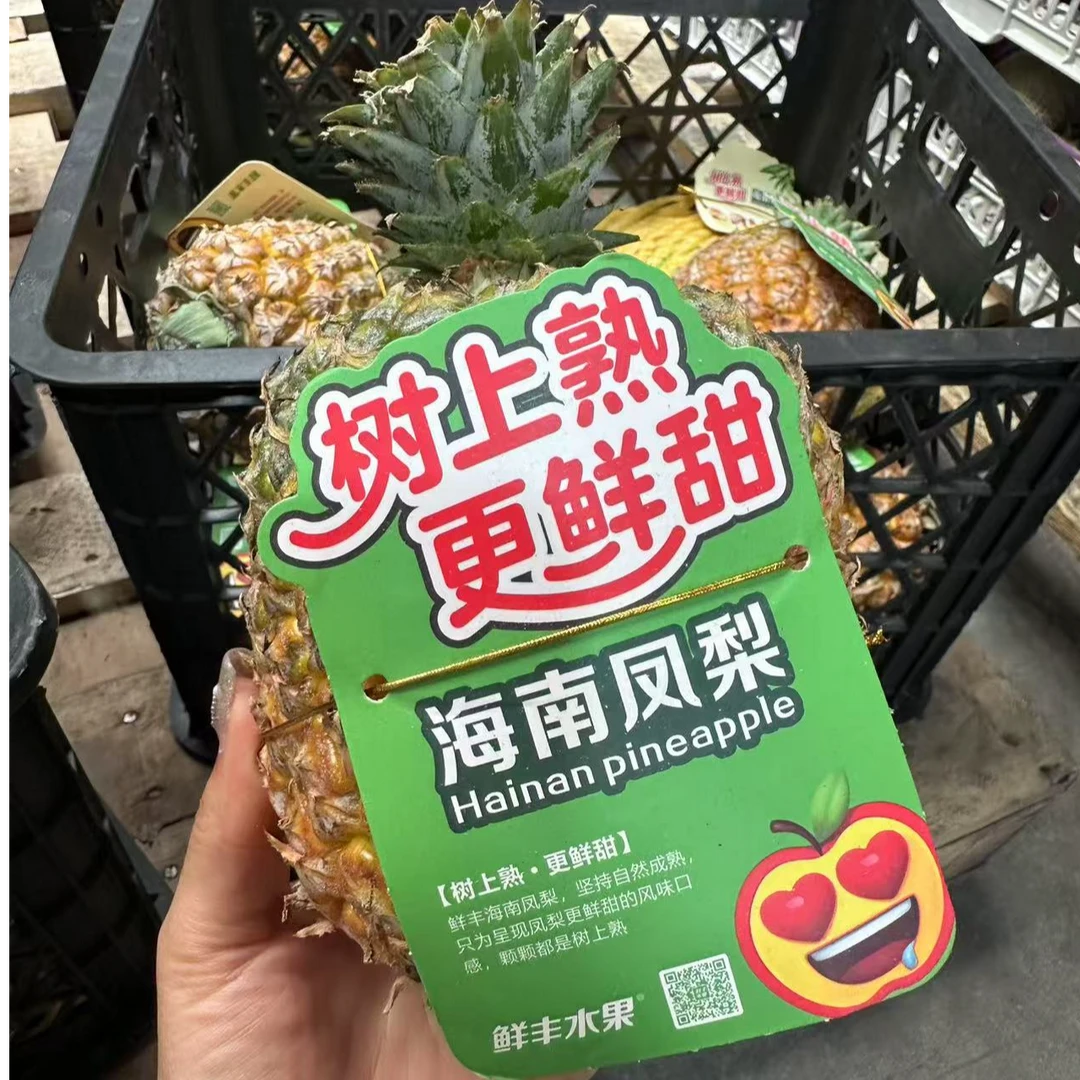 树上熟
更鲜甜
海南凤梨
Hainan pineapple
【树上熟·更鲜甜】
鲜丰海南凤梨，坚持自然成熟，
只为呈现凤梨更鲜甜的风味口
感，颗颗都是树上熟
鲜丰水果®